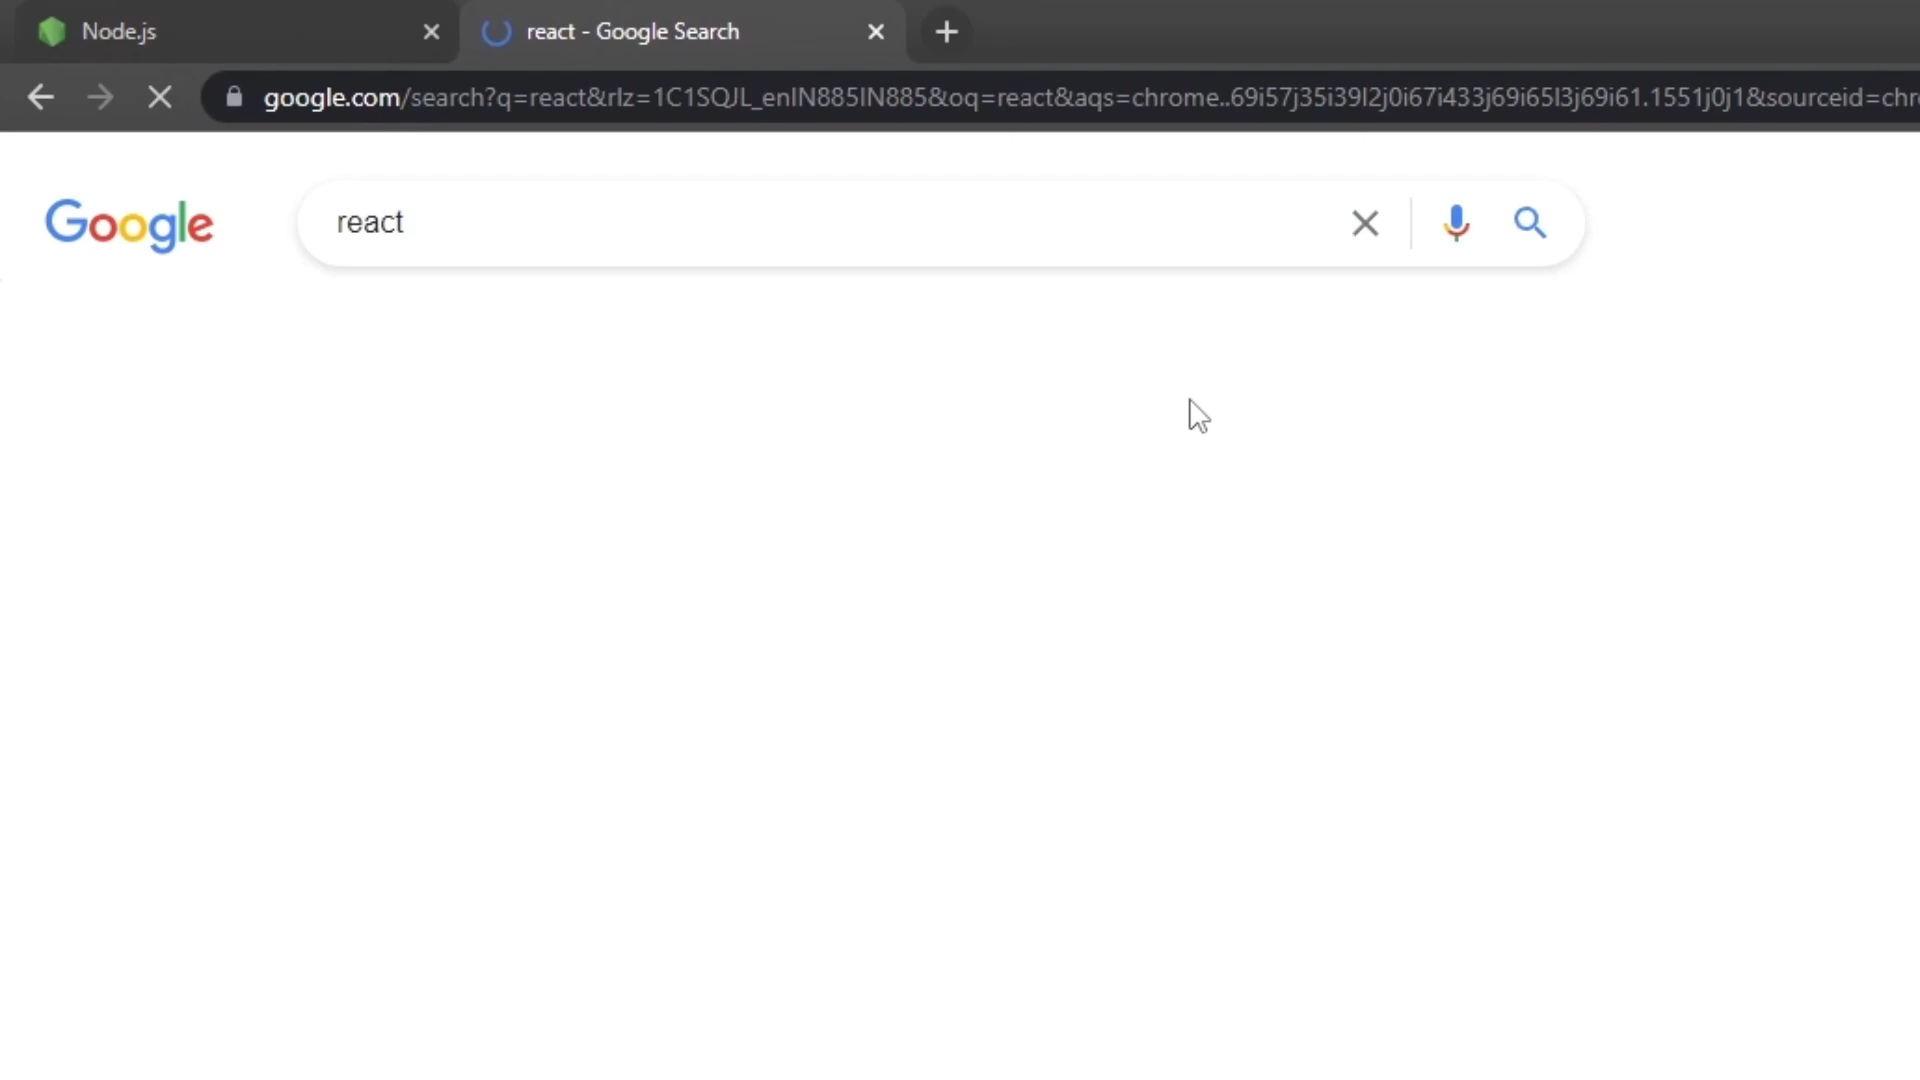 Node.js
react - Google Search
google.com/search?q=react&rlz=1C1SQJL_enIN885IN885&oq=react&aqs=chrome..69i57j35i39l2j0i67i433j69i65l3j69i61.1551j0j1&sourceid=chr
Google
react